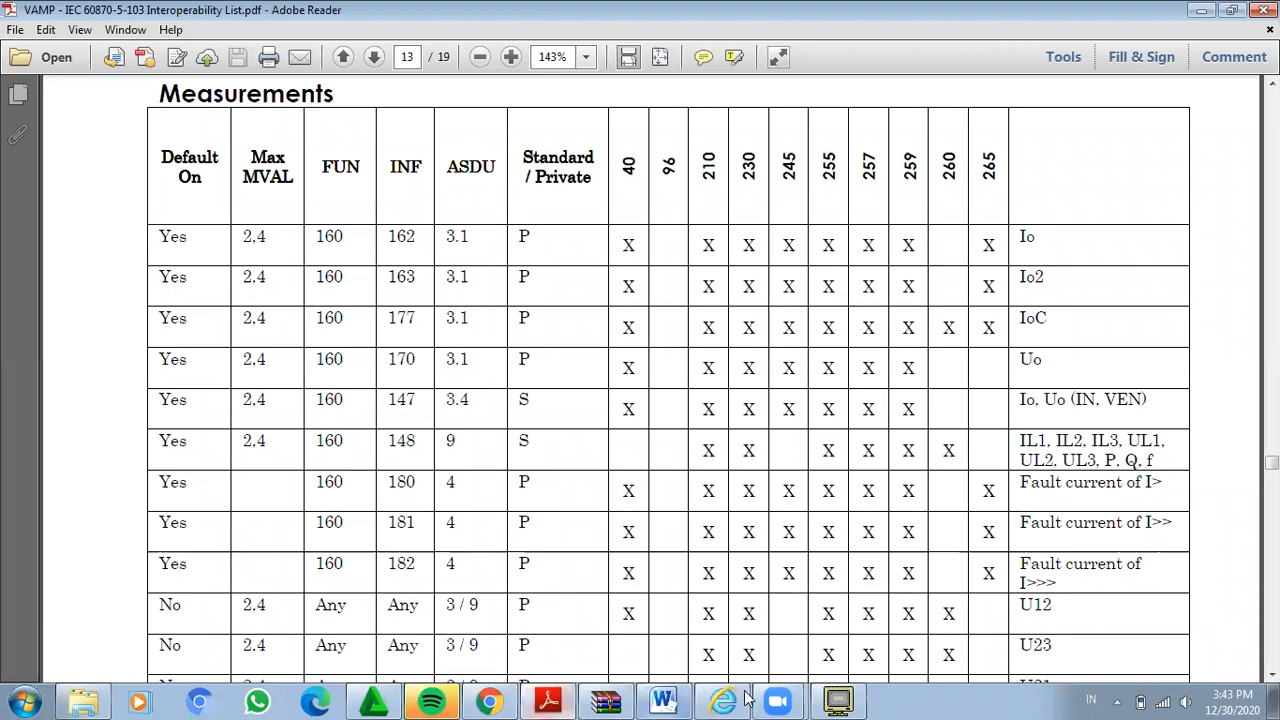 VAMP - IEC 60870-5-103 Interoperability List.pdf - Adobe Reader
File Edit View Window Help
Open 13 / 19 143% Tools Fill & Sign Comment
Measurements
Default On Max MVAL FUN INF ASDU Standard / Private 40 96 210 230 245 255 257 259 260 265
Yes 2,4 160 162 3.1 P X X X X X X X X Io
Yes 2,4 160 163 3.1 P X X X X X X X X Io2
Yes 2,4 160 177 3.1 P X X X X X X X X X IoC
Yes 2,4 160 170 3.1 P X X X X X X X Uo
Yes 2,4 160 147 3.4 S X X X X X X X Io, Uo (IN, VEN)
Yes 2,4 160 148 9 S X X X X X X IL1, IL2, IL3, UL1,
UL2, UL3, P, Q, f
Yes 160 180 4 P X X X X X X X X Fault current of I>
Yes 160 181 4 P X X X X X X X X Fault current of I>>
Yes 160 182 4 P X X X X X X X X Fault current of
I>>>
No 2,4 Any Any 3 / 9 P X X X X X X X U12
No 2,4 Any Any 3 / 9 P X X X X X X U23
IN 3:43 PM
12/30/2020